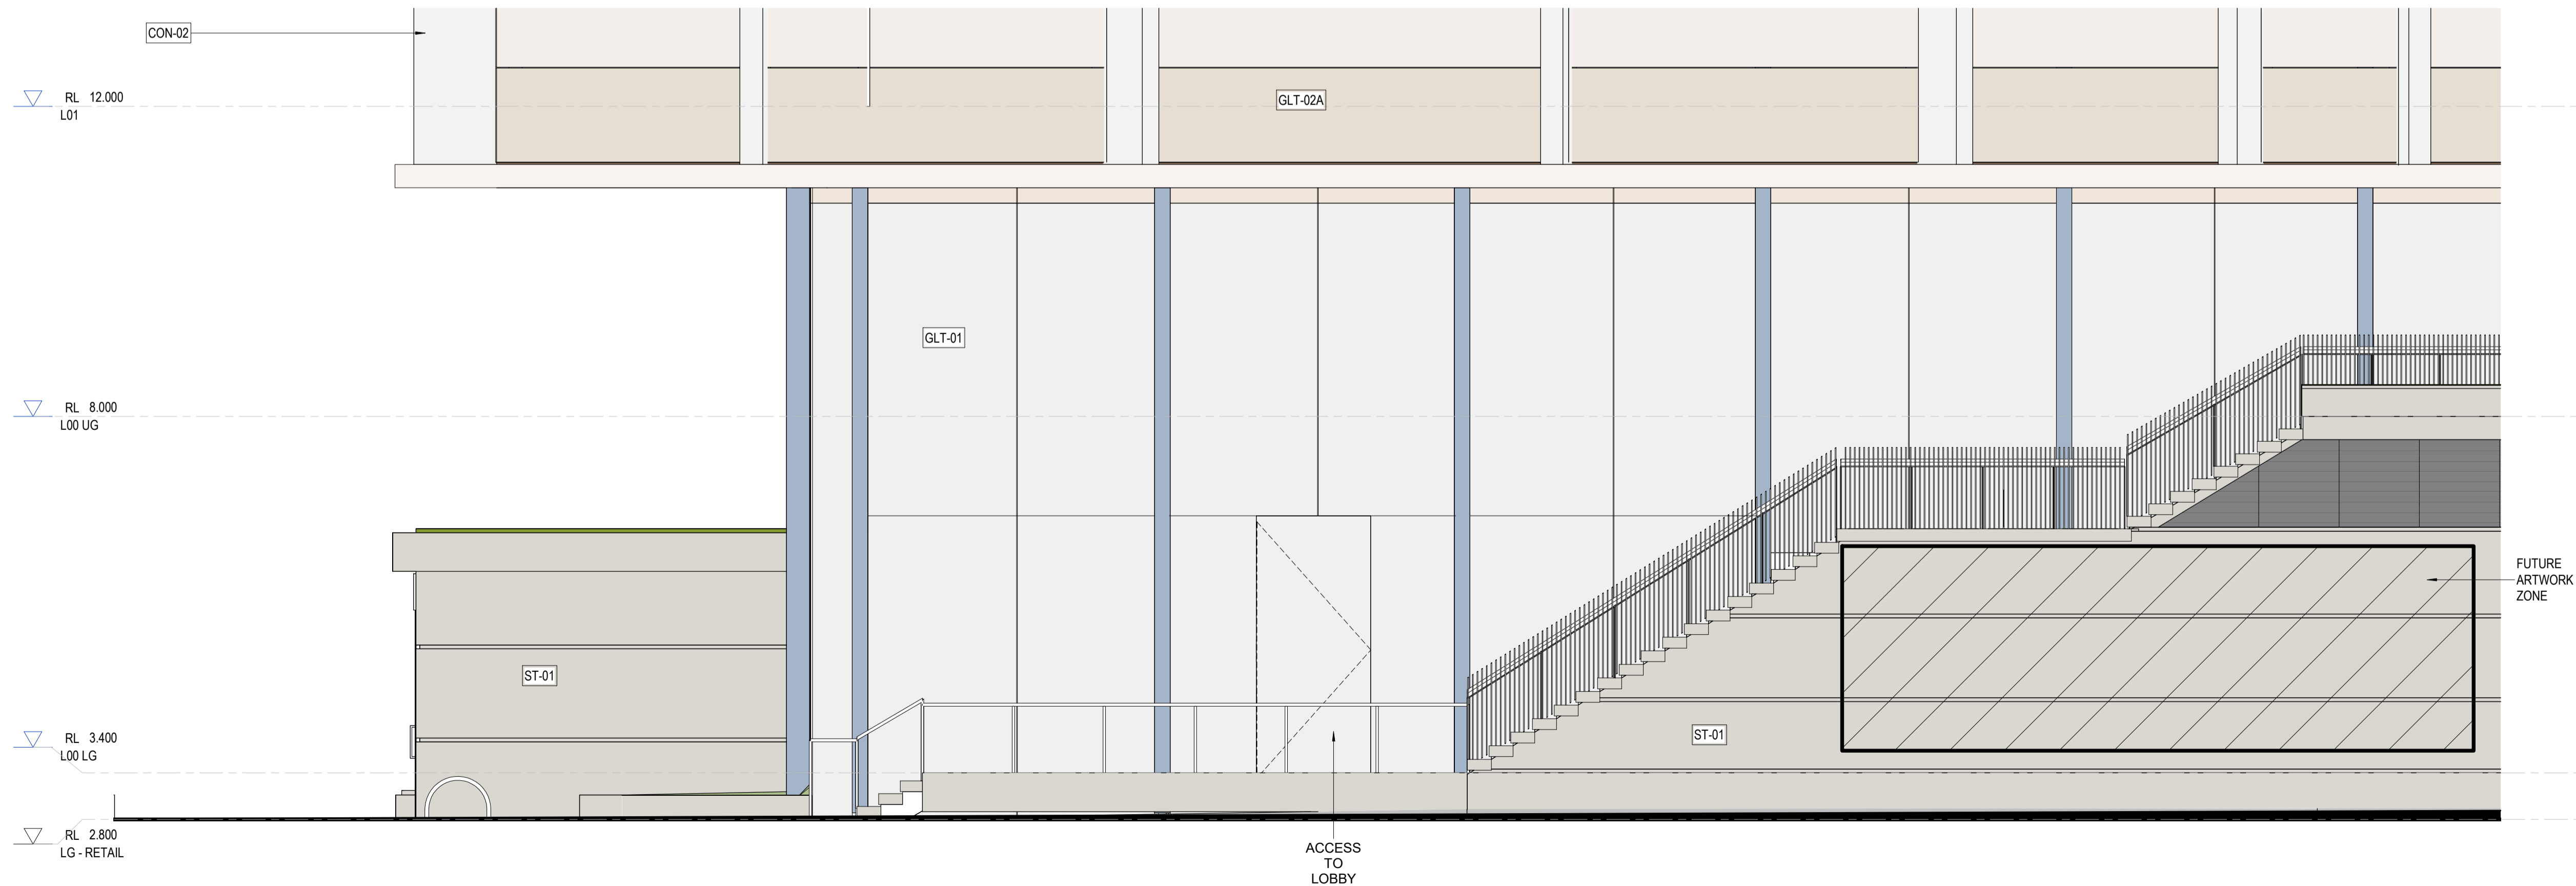 CON-02
RL 12.000
L01
GLT-02A
GLT-01
RL 8.000
L00 UG
FUTURE
ARTWORK
ZONE
ST-01
ST-01
RL 3.400
L00 LG
RL 2.800
LG - RETAIL
ACCESS
TO
LOBBY